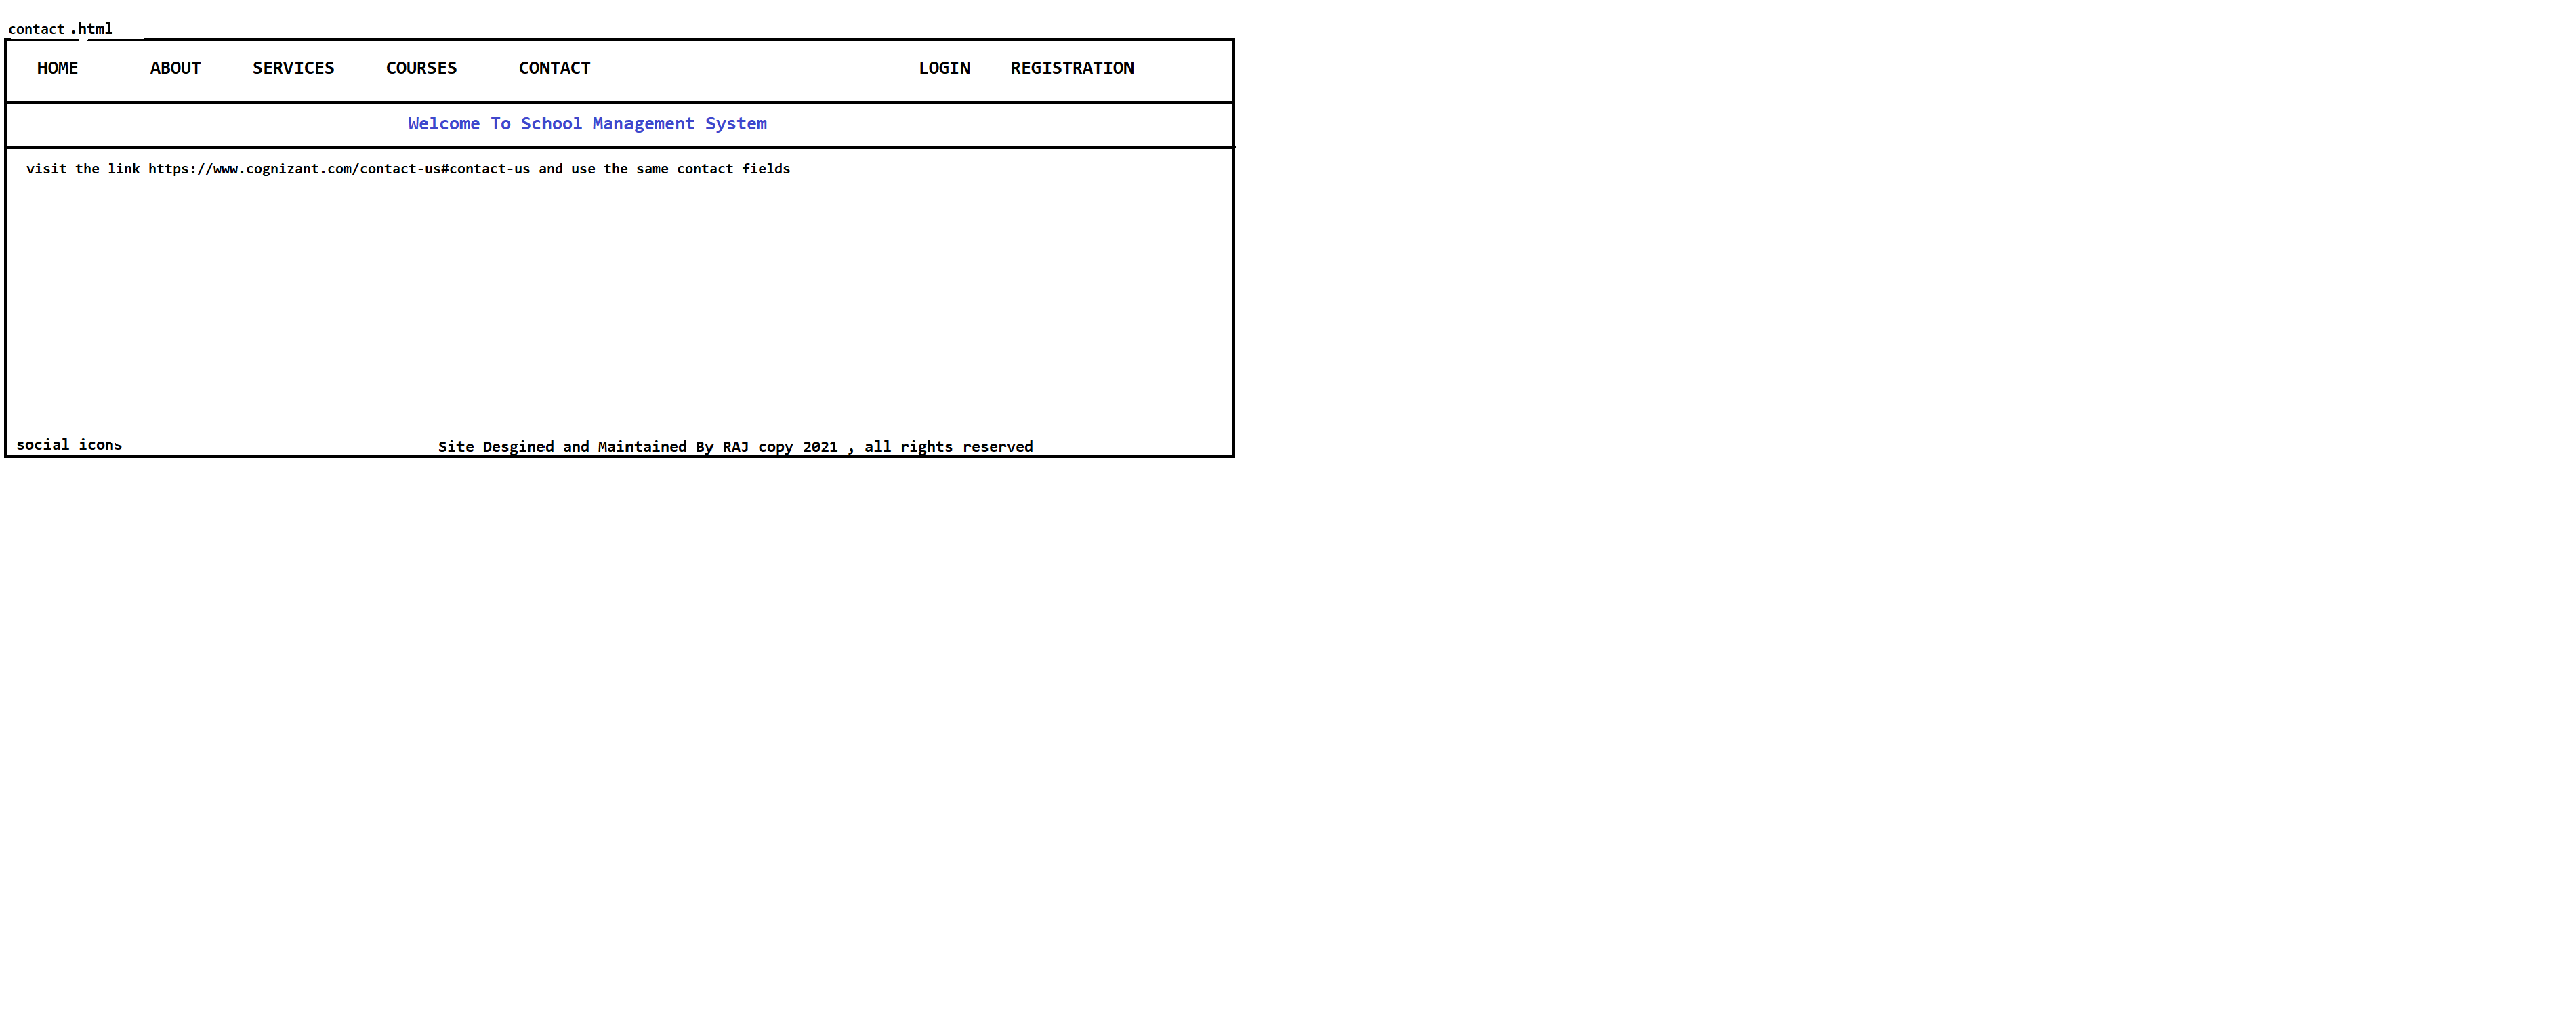 contact .html
HOME ABOUT SERVICES COURSES CONTACT LOGIN REGISTRATION
Welcome To School Management System
visit the link https://www.cognizant.com/contact-us#contact-us and use the same contact fields
social icons Site Desgined and Maintained By RAJ copy 2021 , all rights reserved